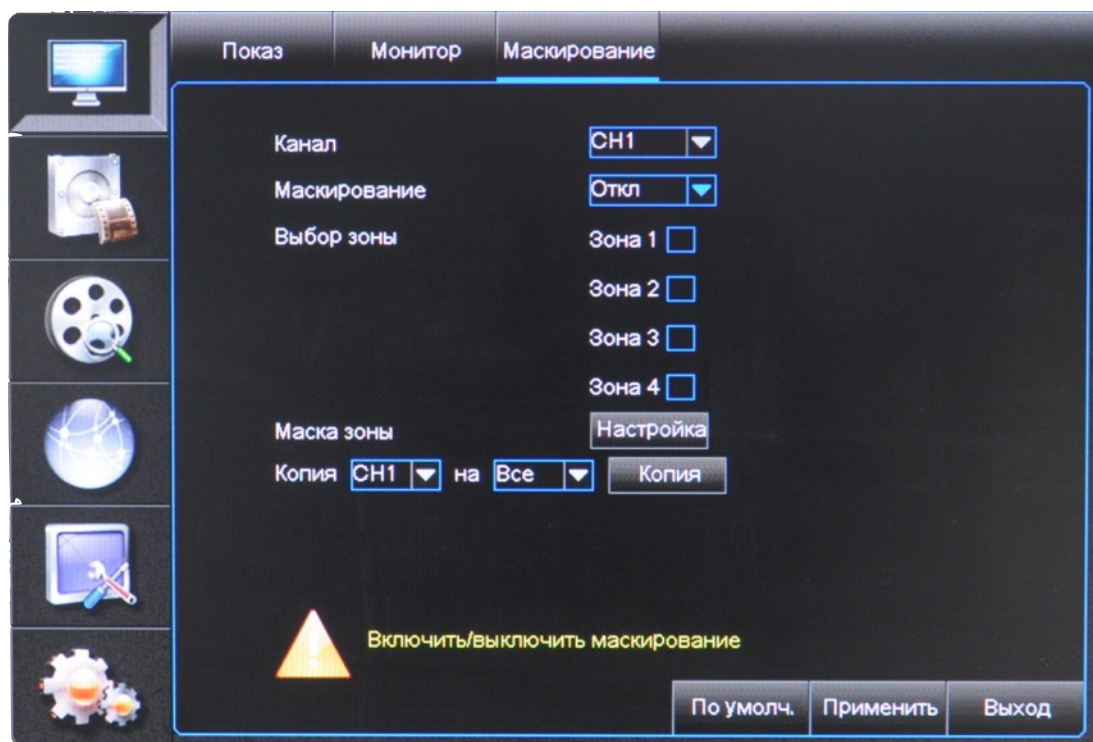 Показ Монитор Маскирование
Канал CH1
Маскирование Откл
Выбор зоны Зона 1
Зона 2
Зона 3
Зона 4
Маска зоны Настройка
Копия CH1 на Все Копия
Включить/выключить маскирование
По умолч. Применить Выход